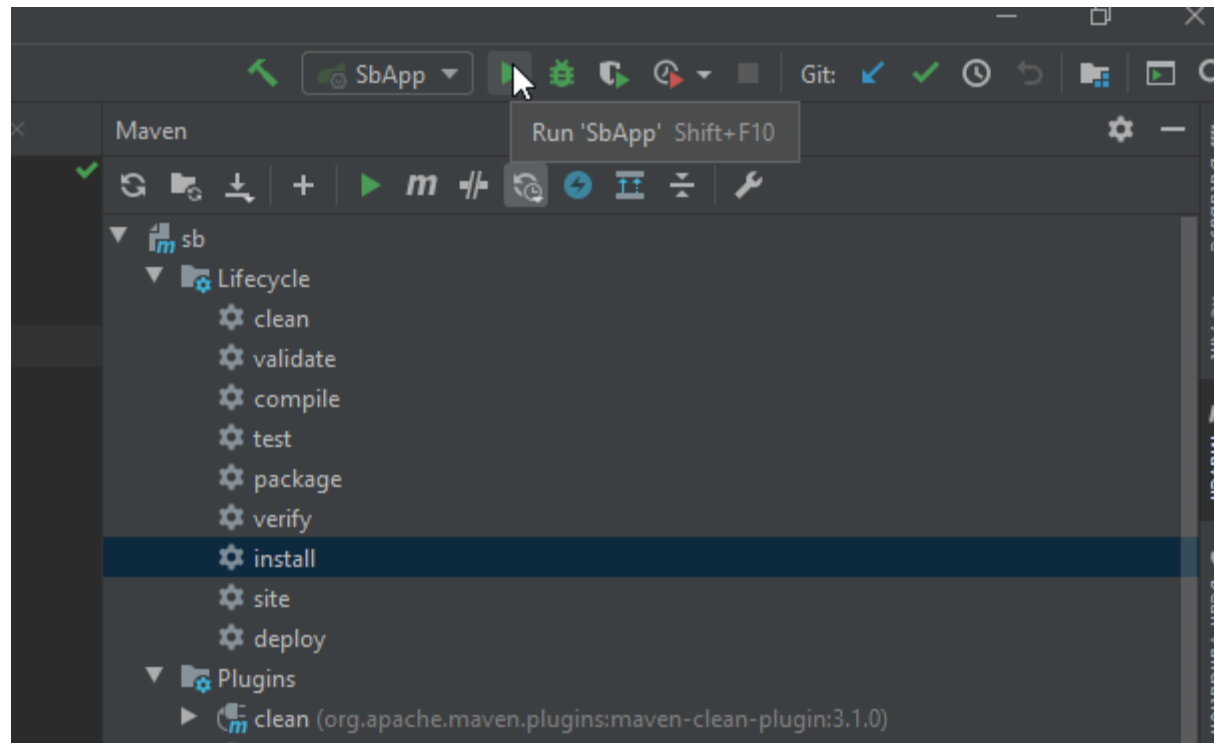 SbApp
Git:
Maven
Run 'SbApp' Shift+F10
sb
Lifecycle
clean
validate
compile
test
package
verify
install
site
deploy
Plugins
clean (org.apache.maven.plugins:maven-clean-plugin:3.1.0)